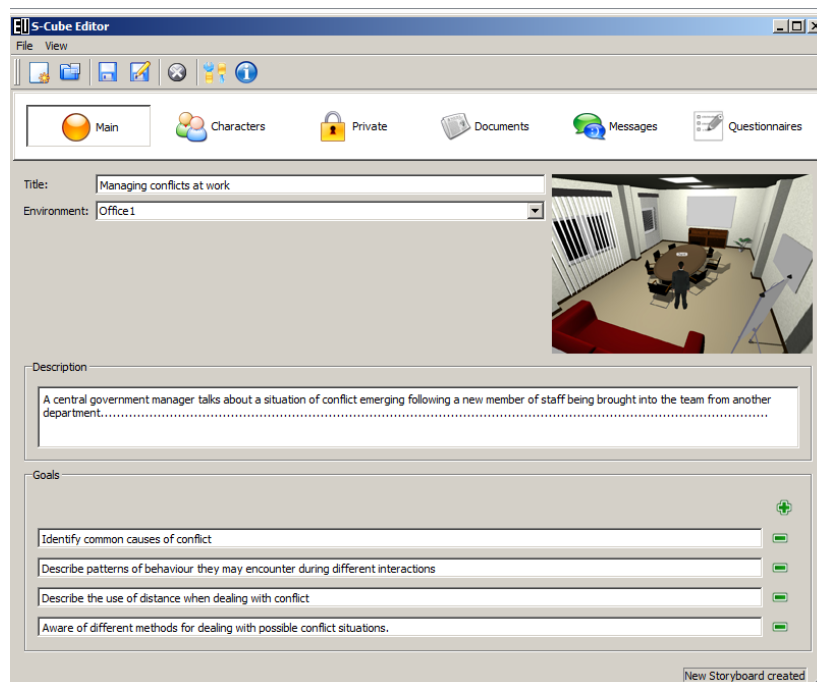 S-Cube Editor
File View
Main Characters Private Documents Messages Questionnaires
Title: Managing conflicts at work
Environment: Office1
Description
A central government manager talks about a situation of conflict emerging following a new member of staff being brought into the team from another
department....................................................................................................................................................................
Goals
Identify common causes of conflict
Describe patterns of behaviour they may encounter during different interactions
Describe the use of distance when dealing with conflict
Aware of different methods for dealing with possible conflict situations.
New Storyboard created